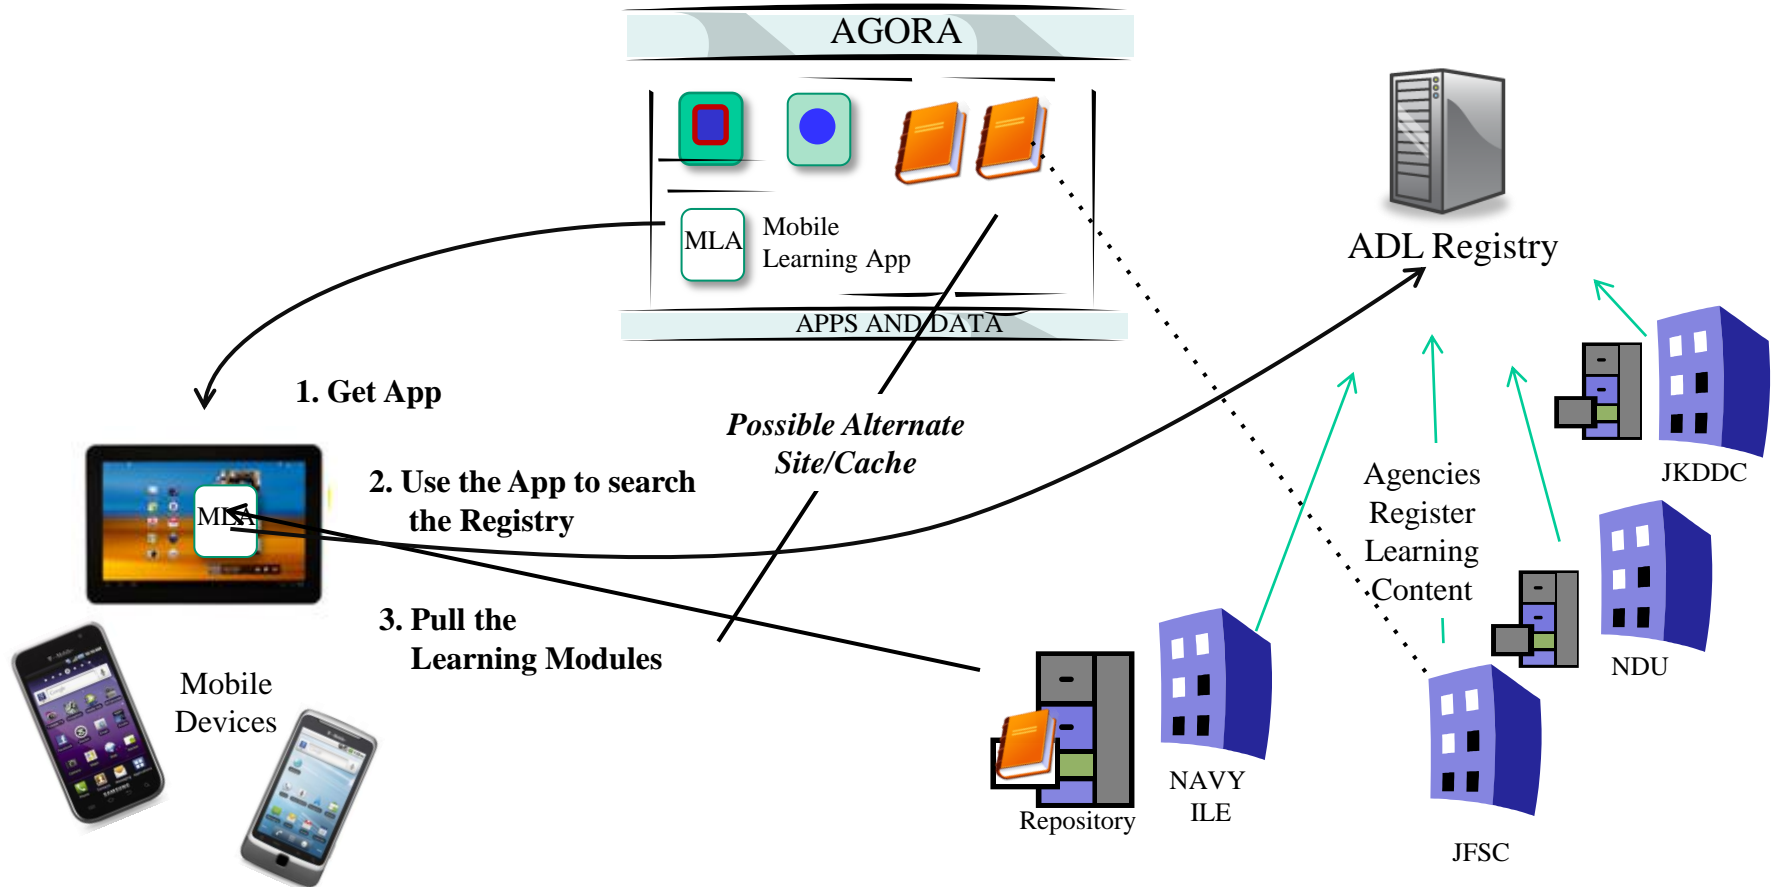 AGORA
MLA
Mobile
Learning App
APPS AND DATA
ADL Registry
1. Get App
Possible Alternate
Site/Cache
2. Use the App to search
the Registry
MLA
3. Pull the
Learning Modules
Mobile
Devices
Agencies
Register
Learning
Content
JKDDC
NDU
NAVY
ILE
Repository
JFSC
T-Mobile
SAMSUNG